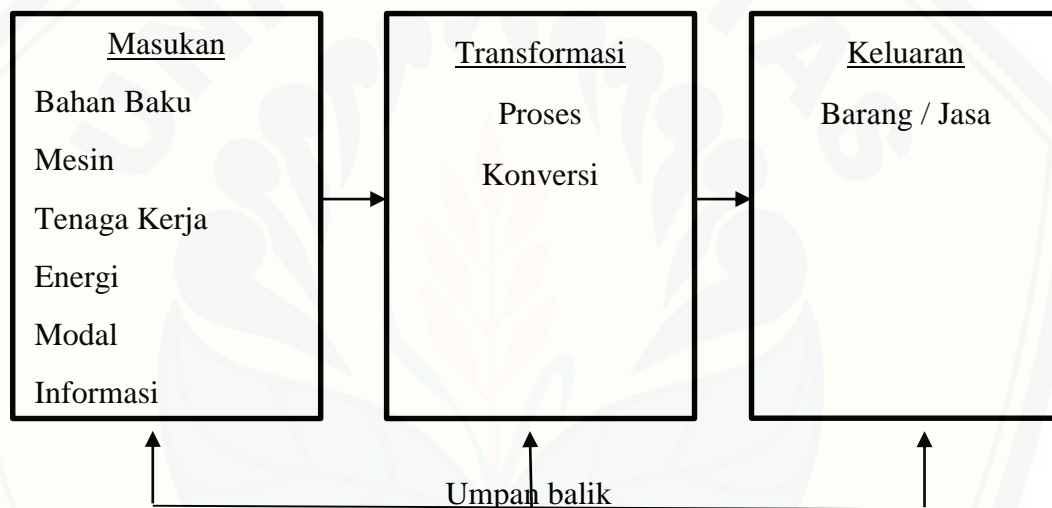 Masukan
Bahan Baku
Mesin
Tenaga Kerja
Energi
Modal
Informasi
Transformasi
Proses
Konversi
Keluaran
Barang / Jasa
Umpan balik